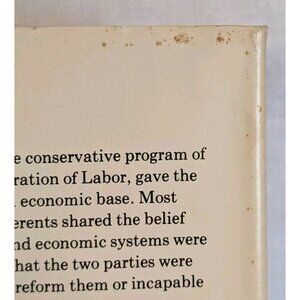 e conservative program of
ration of Labor, gave the
economic base. Most
erents shared the belief
nd economic systems were
hat the two parties were
reform them or incapable